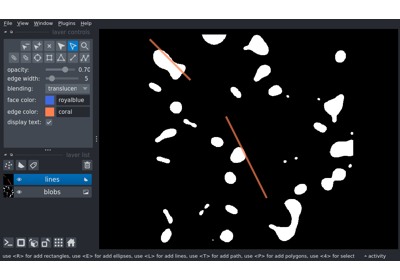 File View Window Plugins Help
layer controls
opacity: 0.70
edge width: 5
blending: translucen
face color: royalblue
edge color: coral
display text:
layer list
lines
blobs
use <R> for add rectangles, use <E> for add ellipses, use <L> for add lines, use <T> for add path, use <P> for add polygons, use <4> for select
activity